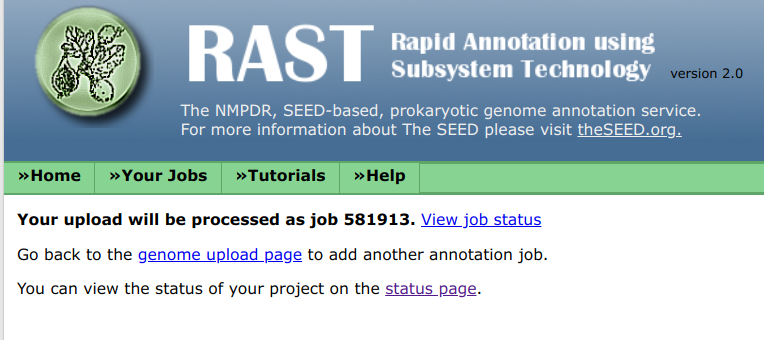 RAST Rapid Annotation using
Subsystem Technology version 2.0
The NMPDR, SEED-based, prokaryotic genome annotation service.
For more information about The SEED please visit theSEED.org.
»Home »Your Jobs »Tutorials »Help
Your upload will be processed as job 581913. View job status
Go back to the genome upload page to add another annotation job.
You can view the status of your project on the status page.